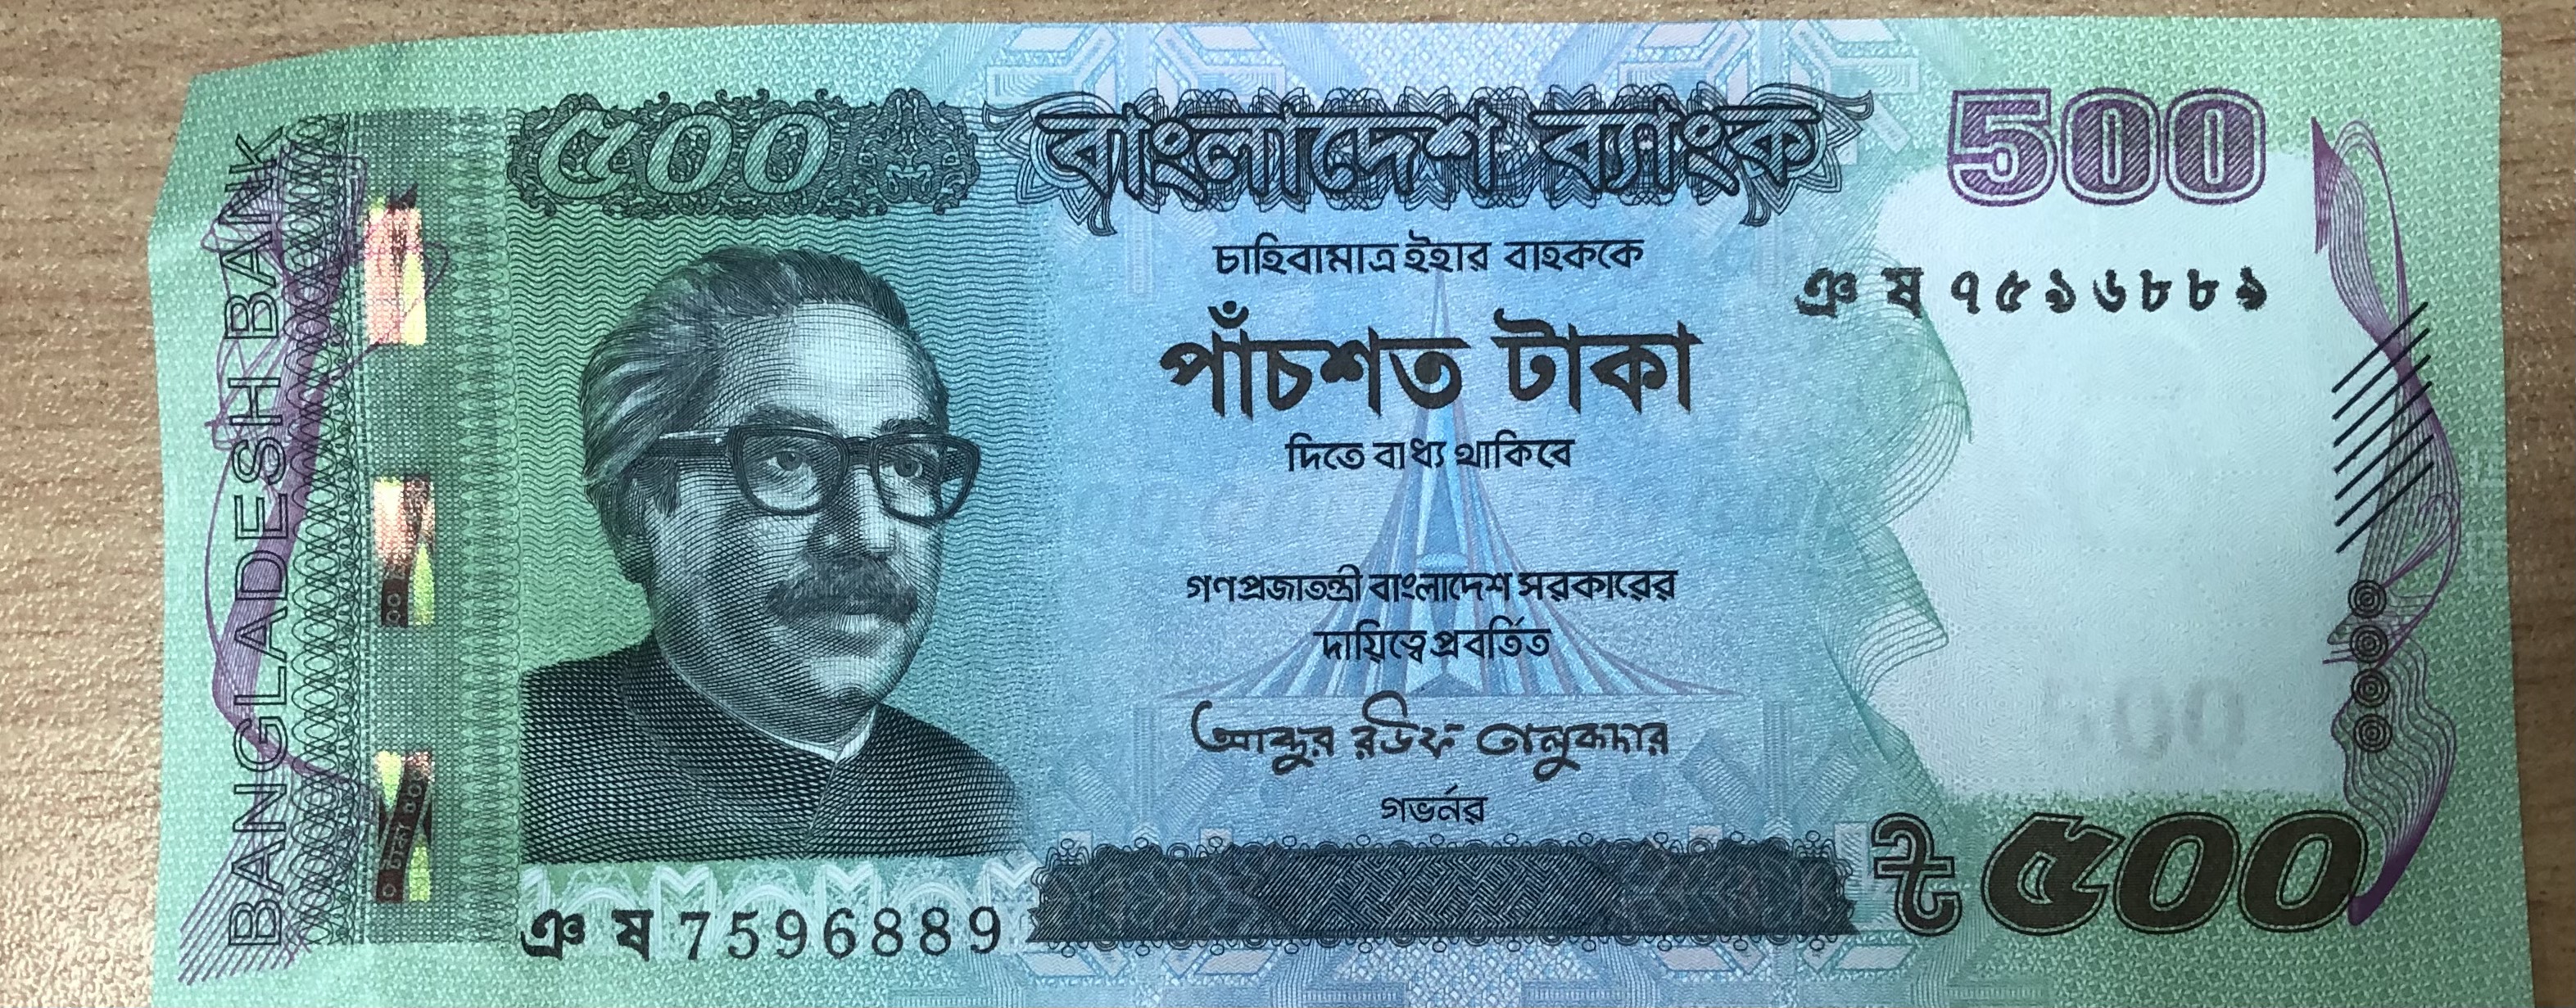 BANGLADESH BANK
৫০০
বাংলাদেশ ব্যাংক
500
চাহিবামাত্র ইহার বাহককে
ঞ ষ ৭৫৯৬৮৮৯
পাঁচশত টাকা
দিতে বাধ্য থাকিবে
গণপ্রজাতন্ত্রী বাংলাদেশ সরকারের
দায়িত্বে প্রবর্তিত
আব্দুর রউফ তালুকদার
গভর্নর
500
৳ ৫০০
ঞ ষ 7596889